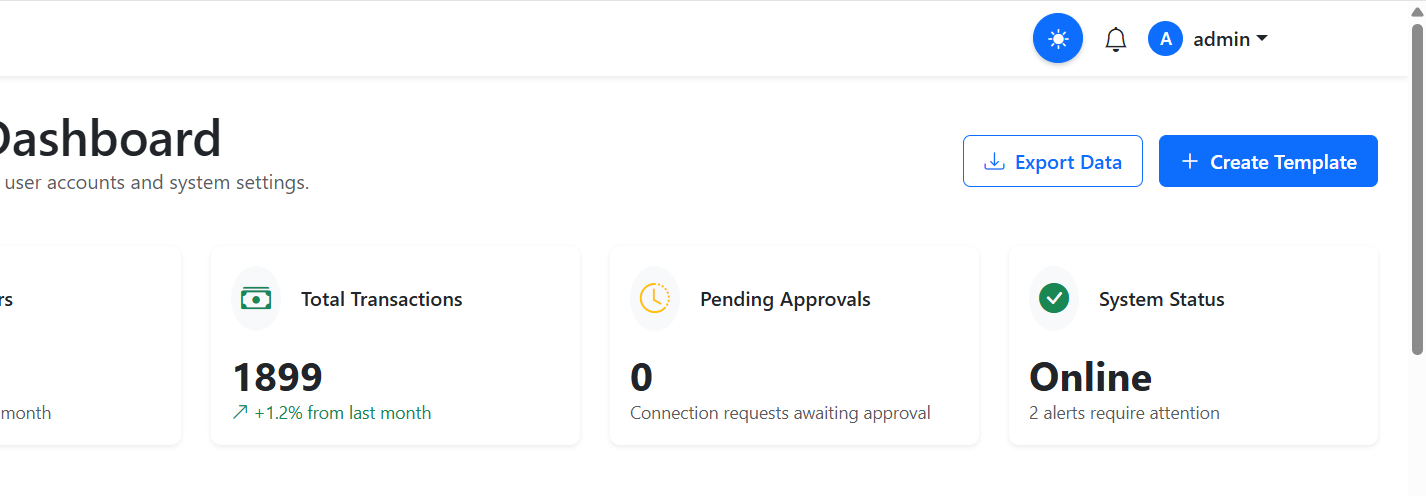 A admin
Dashboard
user accounts and system settings.
Export Data
Create Template
rs
Total Transactions
Pending Approvals
System Status
1899
0
Online
month
+1.2% from last month
Connection requests awaiting approval
2 alerts require attention